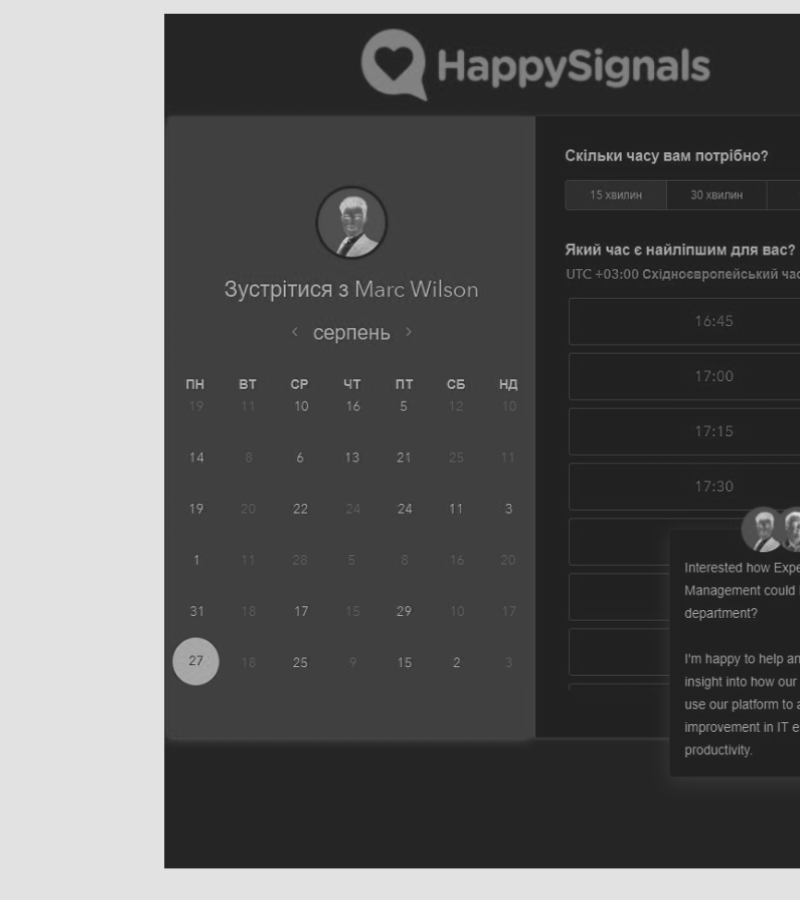 HappySignals
Зустрітися з Marc Wilson
‹ серпень ›
ПН ВТ СР ЧТ ПТ СБ НД
19 11 10 16 5 12 10
14 8 6 13 21 25 11
19 20 22 24 24 11 3
1 11 28 5 8 16 20
31 18 17 15 29 10 17
27 18 25 9 15 2 3
Скільки часу вам потрібно?
15 хвилин 30 хвилин
Який час є найліпшим для вас?
UTC +03:00 Східноєвропейський час
16:45
17:00
17:15
17:30
Interested how Expe
Management could
department?
I'm happy to help an
insight into how our
use our platform to a
improvement in IT e
productivity.